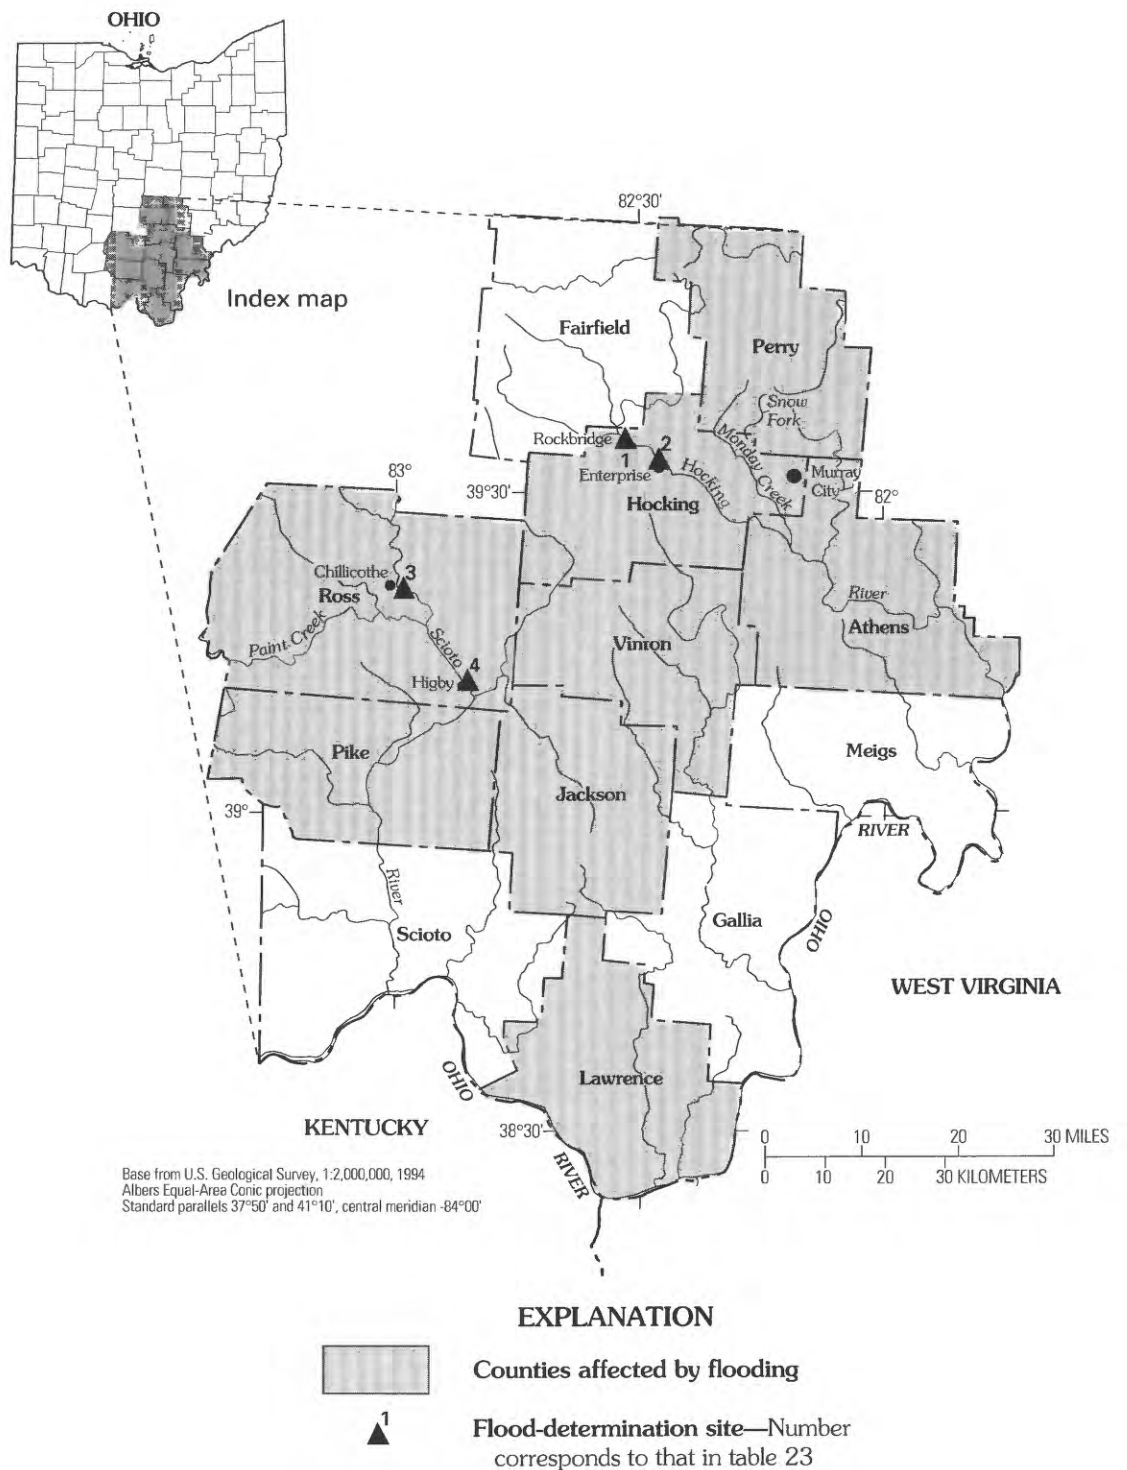 OHIO
Index map
82°30'
Fairfield
Perry
Snow
Fork
Monday Creek
Rockbridge
1
2
Enterprise
Hocking
Murray
City
83°
39°30'
Hocking
82°
Chillicothe
3
Ross
River
Paint Creek
Scioto
Athens
Vinton
4
Higby
Pike
Meigs
Jackson
39°
RIVER
River
Gallia
OHIO
Scioto
WEST VIRGINIA
Lawrence
OHIO
KENTUCKY
38°30'
RIVER
0 10 20 30 MILES
0 10 20 30 KILOMETERS
Base from U.S. Geological Survey, 1:2,000,000, 1994
Albers Equal-Area Conic projection
Standard parallels 37°50' and 41°10', central meridian -84°00'
EXPLANATION
Counties affected by flooding
1
Flood-determination site—Number
corresponds to that in table 23